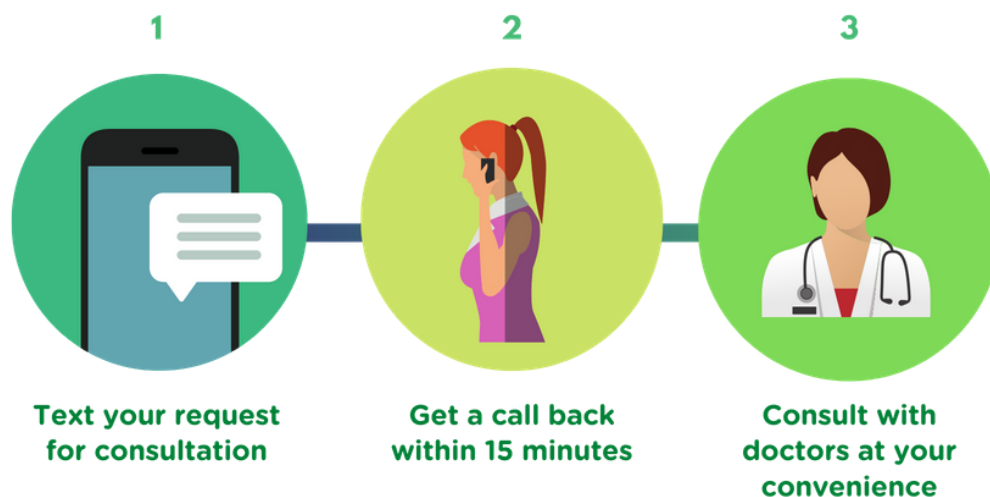 1
2
3
Text your request
for consultation
Get a call back
within 15 minutes
Consult with
doctors at your
convenience